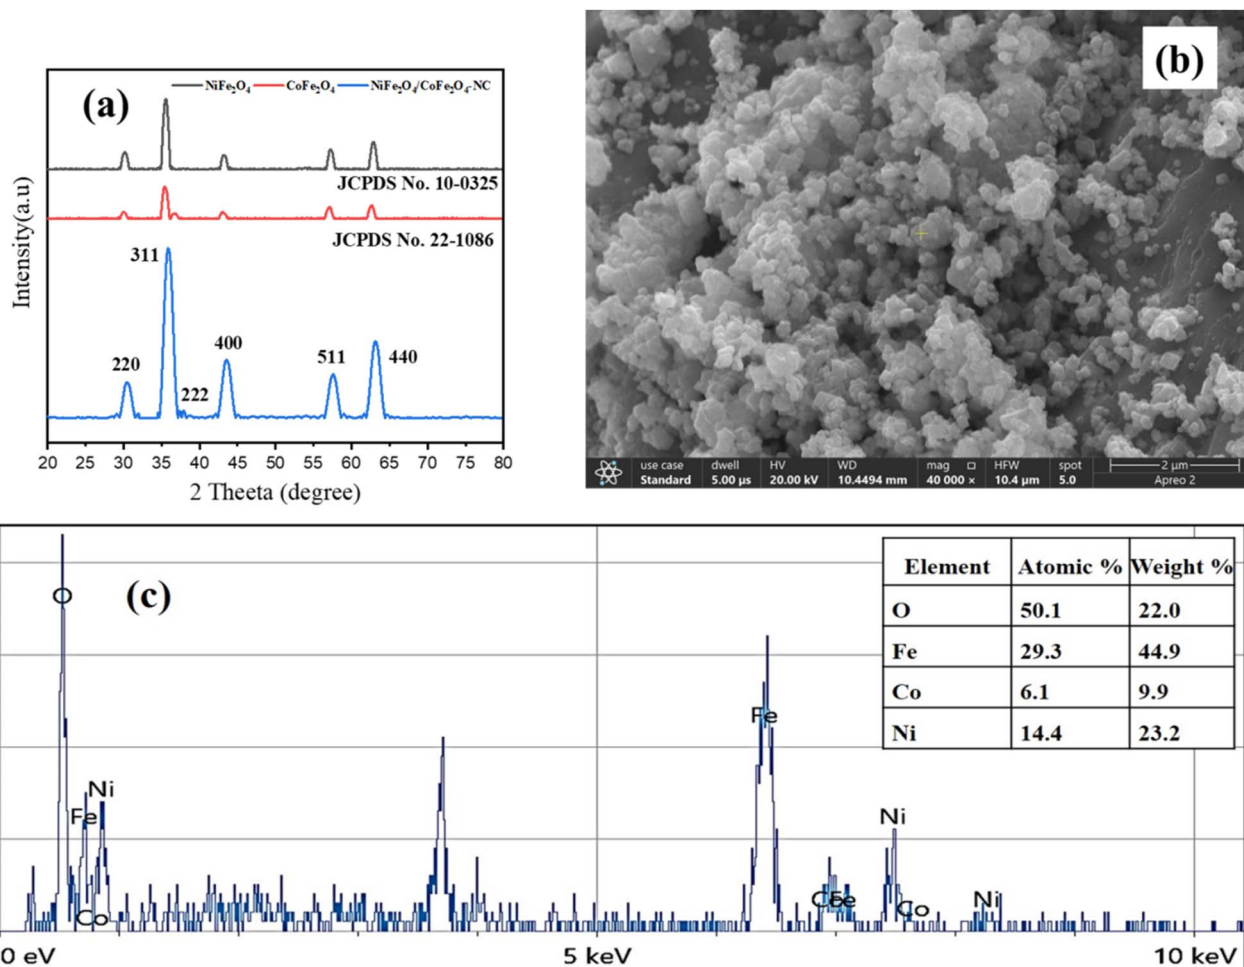 (a)
NiFe₂O₄ CoFe₂O₄ NiFe₂O₄/CoFe₂O₄-NC
JCPDS No. 10-0325
JCPDS No. 22-1086
311
220
222
400
511
440
Intensity(a.u)
20 25 30 35 40 45 50 55 60 65 70 75 80
2 Theeta (degree)
(b)
use case dwell HV WD mag HFW spot 2 μm
Standard 5.00 μs 20.00 kV 10.4494 mm 40 000 × 10.4 μm 5.0 Apreo 2
(c)
O
Fe
Ni
Co
Fe
Co
Fe
Ni
Co
Ni
0 eV 5 keV 10 keV
Element Atomic % Weight %
O 50.1 22.0
Fe 29.3 44.9
Co 6.1 9.9
Ni 14.4 23.2